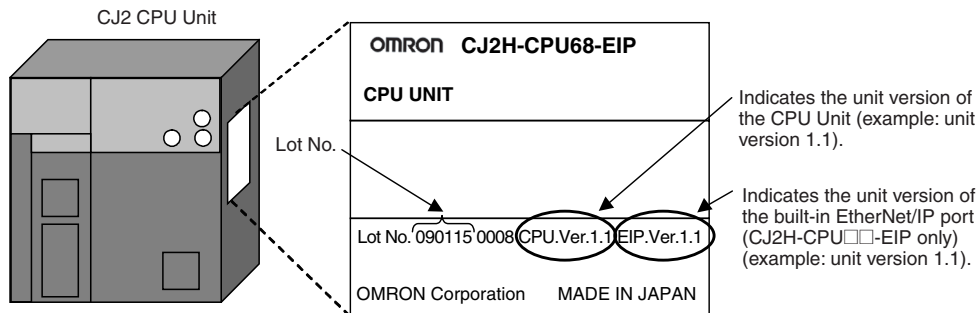 CJ2 CPU Unit
OMRON CJ2H-CPU68-EIP
CPU UNIT
Lot No.
Indicates the unit version of
the CPU Unit (example: unit
version 1.1).
Indicates the unit version of
the built-in EtherNet/IP port
(CJ2H-CPU□□-EIP only)
(example: unit version 1.1).
Lot No. 090115 0008 CPU.Ver.1.1 EIP.Ver.1.1
OMRON Corporation MADE IN JAPAN